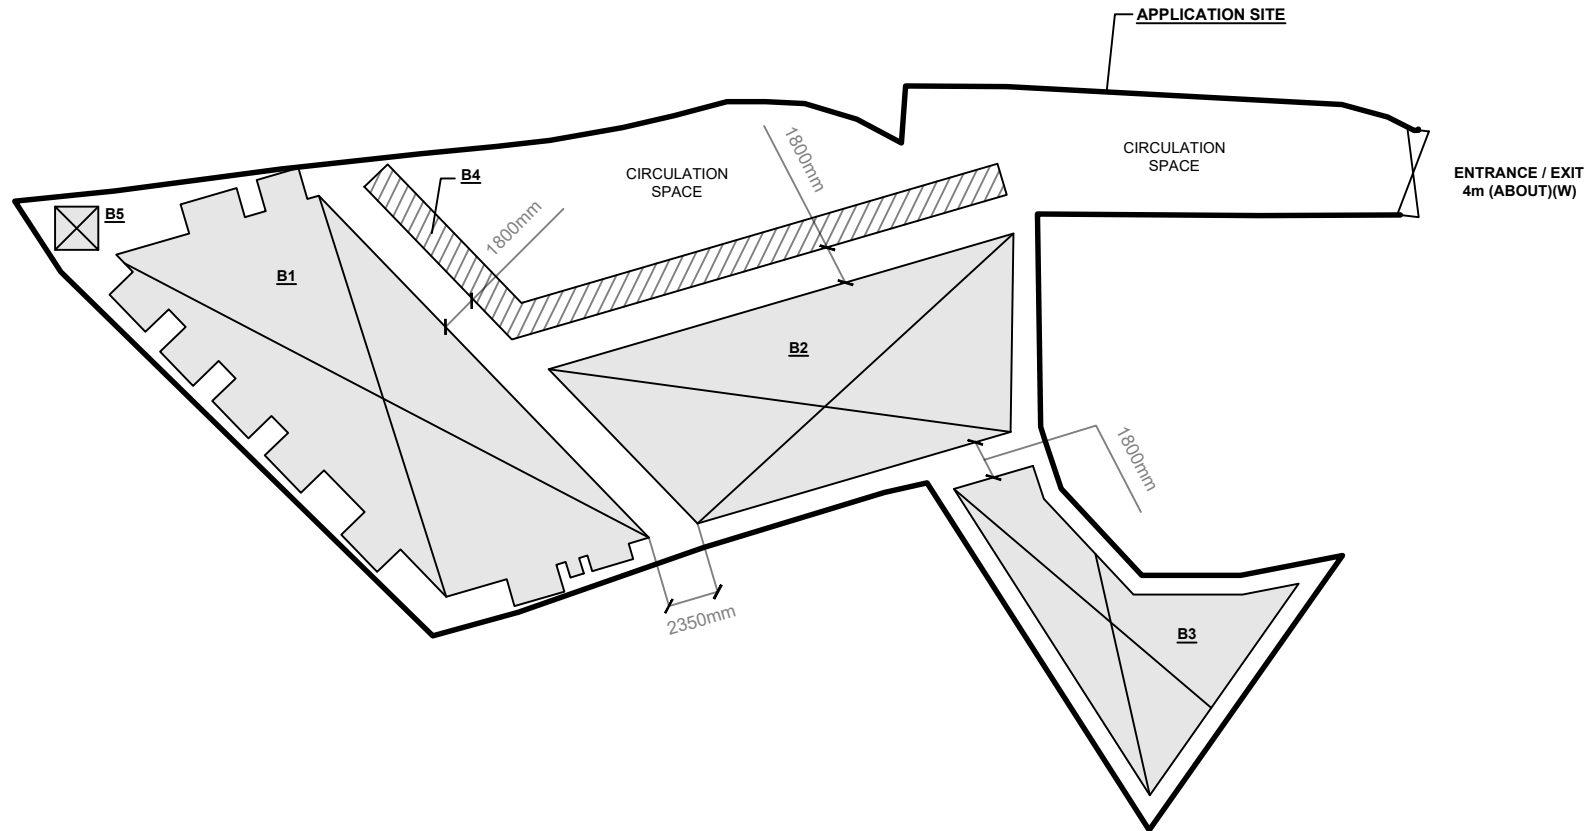 APPLICATION SITE
1800mm
CIRCULATION
SPACE
ENTRANCE / EXIT
4m (ABOUT)(W)
CIRCULATION
SPACE
B4
B5
1800mm
B1
B2
1800mm
2350mm
B3